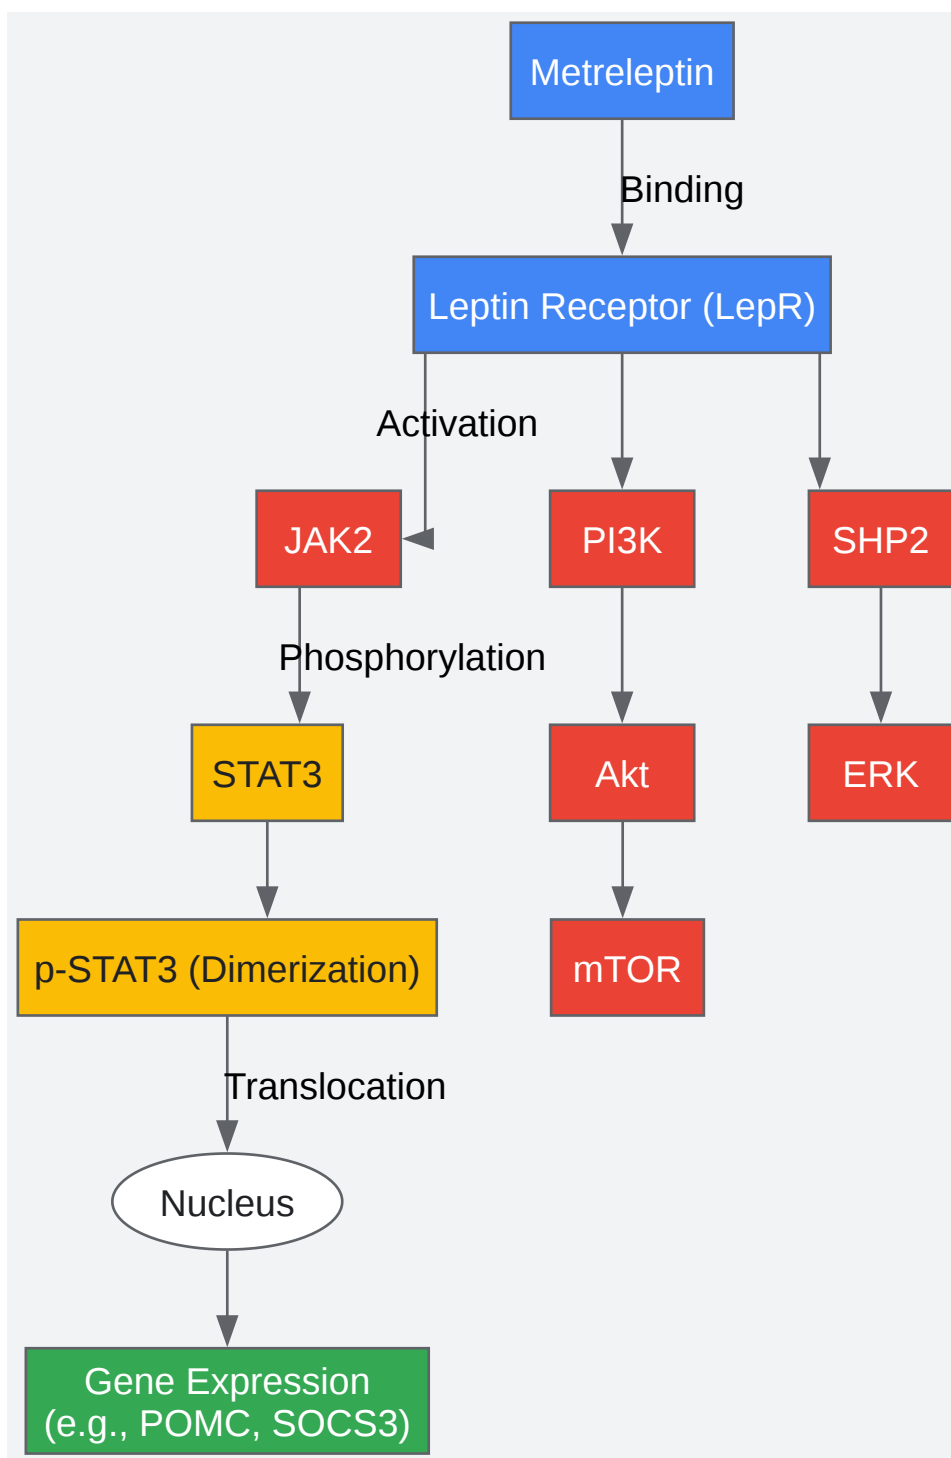 Metreleptin
Binding
Leptin Receptor (LepR)
Activation
JAK2
PI3K
SHP2
Phosphorylation
STAT3
Akt
ERK
p-STAT3 (Dimerization)
mTOR
Translocation
Nucleus
Gene Expression
(e.g., POMC, SOCS3)